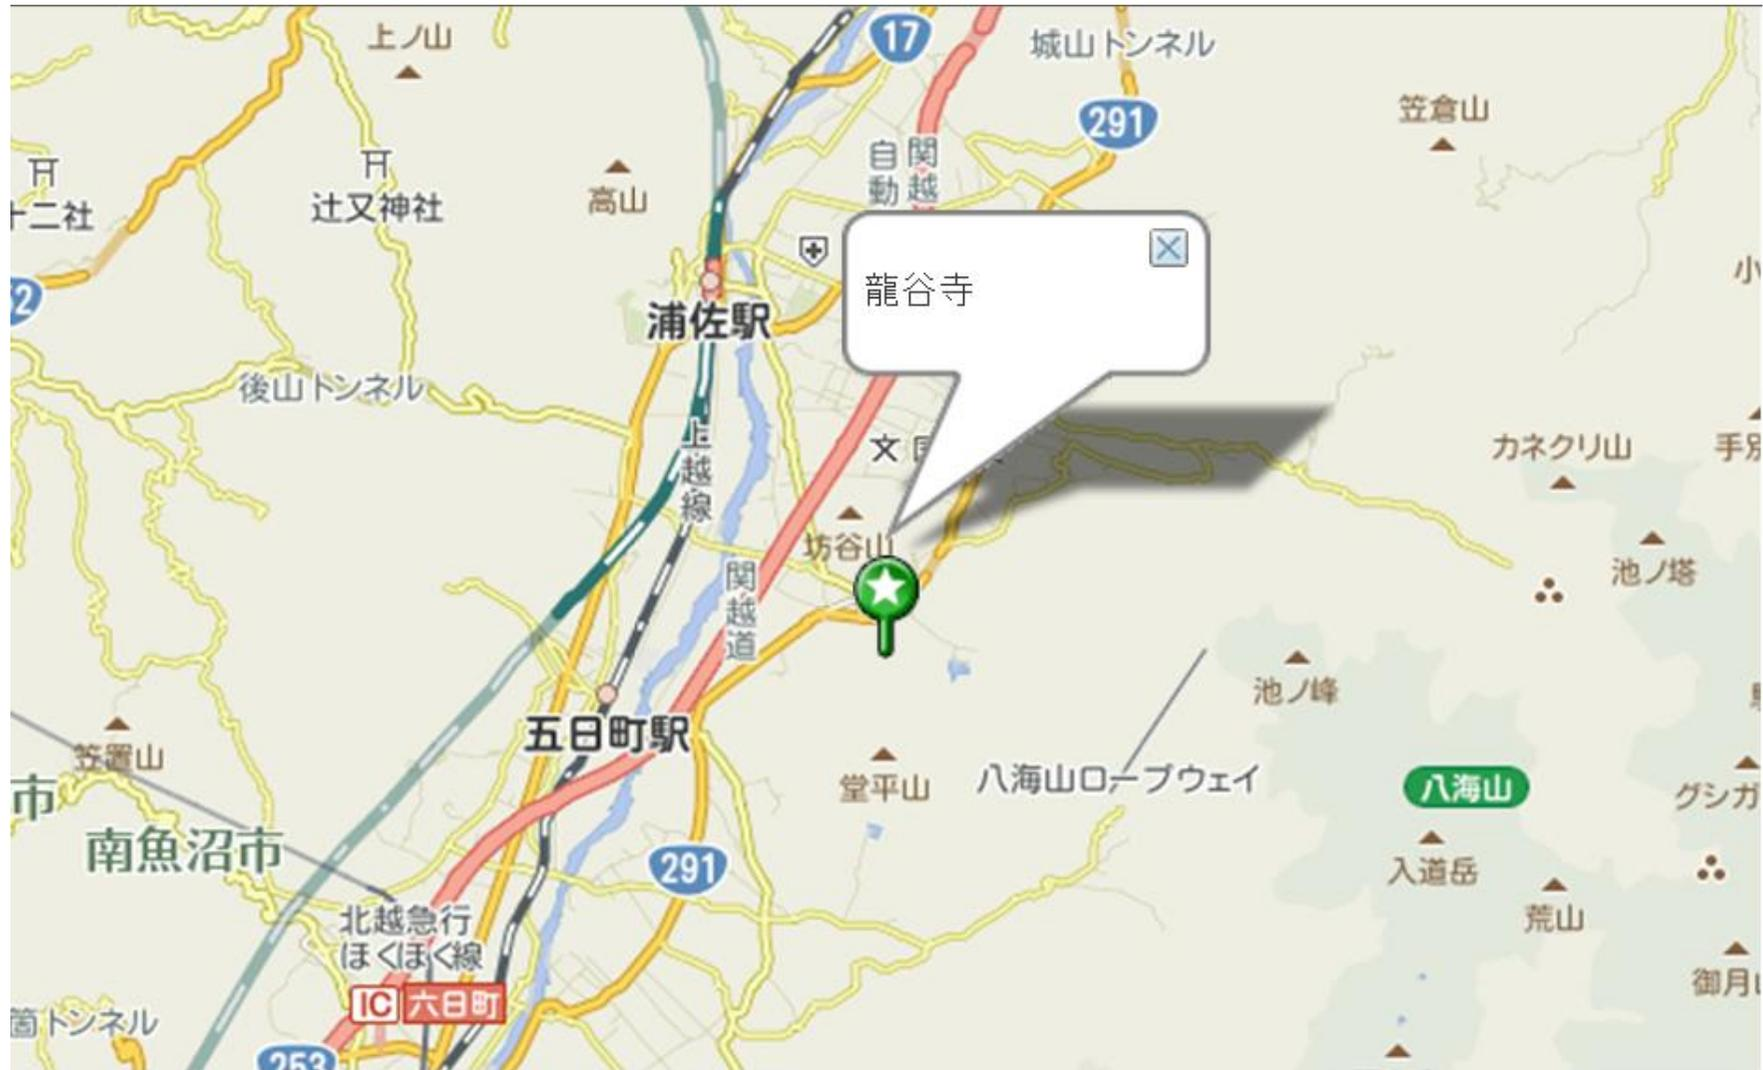 上ノ山
17
城山トンネル
291
笠倉山
自動
関越
十二社
辻又神社
高山
龍谷寺
浦佐駅
後山トンネル
上越線
文
カネクリ山
坊谷山
関越道
池ノ塔
池ノ峰
笠置山
五日町駅
堂平山
八海山ロープウェイ
八海山
グシガ
市
南魚沼市
291
入道岳
荒山
北越急行
ほくほく線
御月山
IC 六日町
トンネル
253